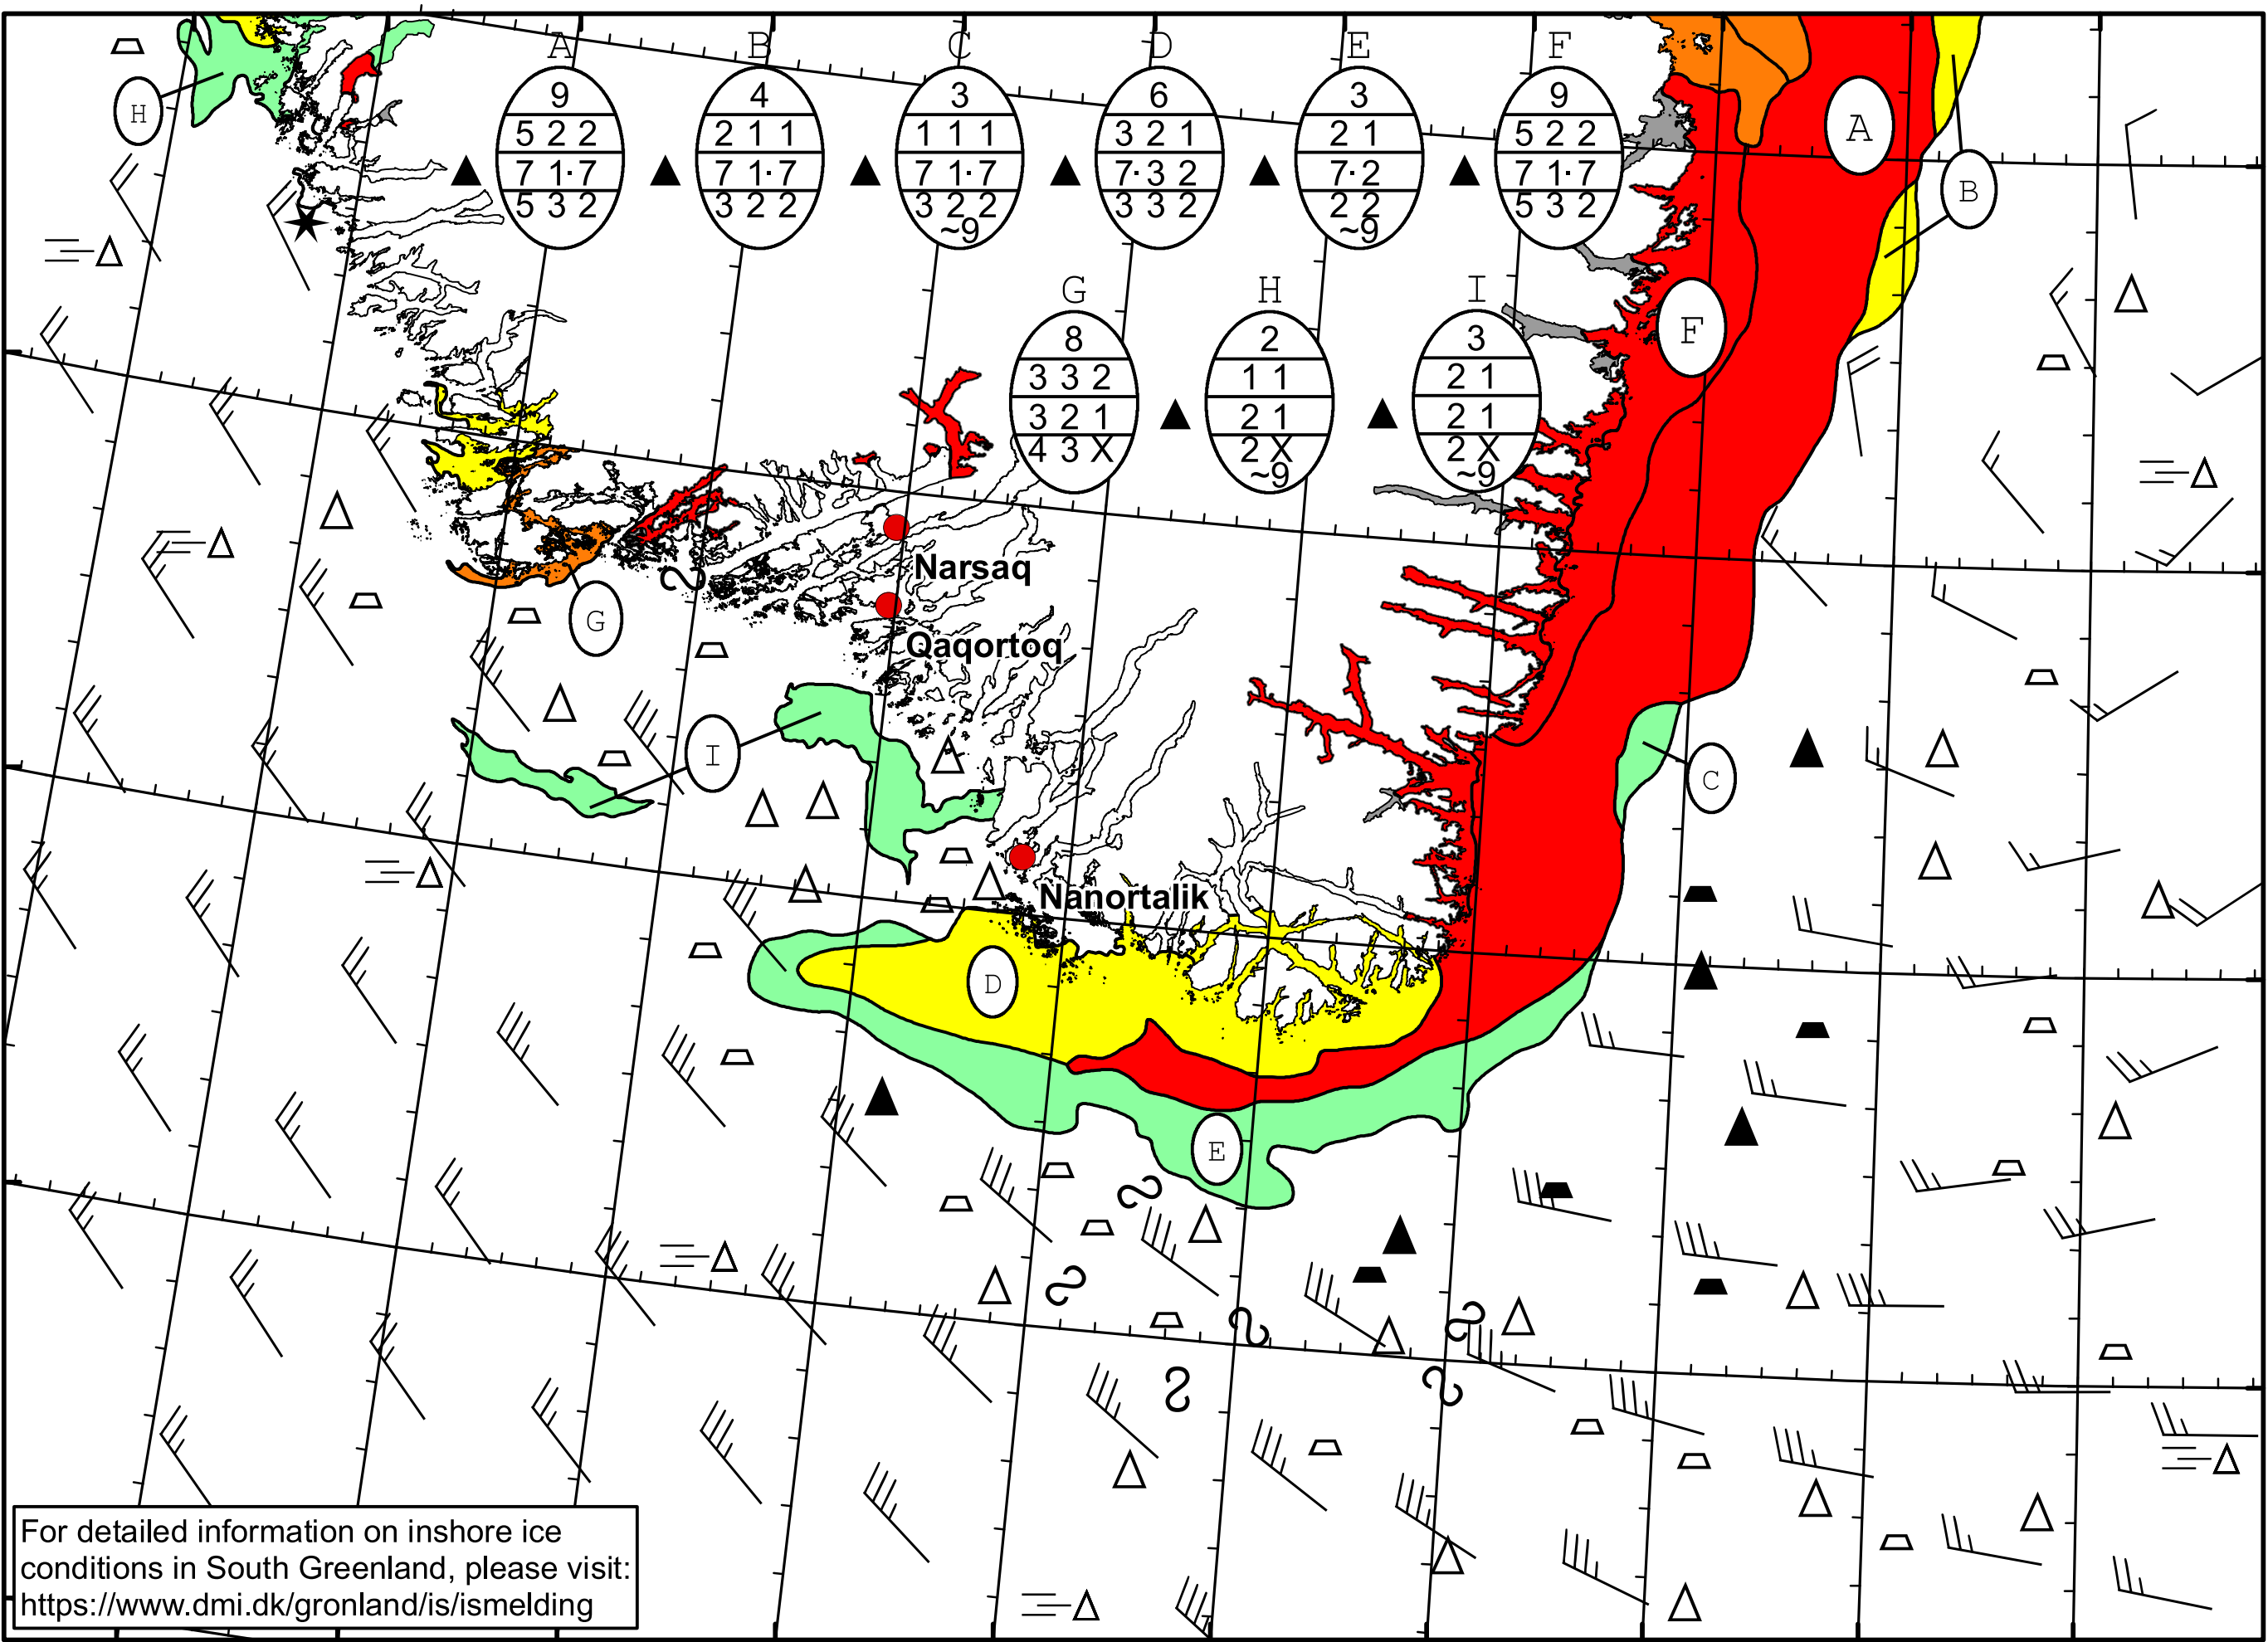 A B C D E F
9 4 3 6 3 9
5 2 2 2 1 1 1 1 1 3 2 1 2 1 5 2 2
7 1·7 7 1·7 7 1·7 7·3 2 7·2 7 1·7
5 3 2 3 2 2 3 2 2 3 3 2 2 2 5 3 2
~9 ~9
G H I
8 2 3
3 3 2 1 1 2 1
3 2 1 2 1 2 1
4 3 X 2 X 2 X
~9 ~9
H
A
B
F
Narsaq
G
Qaqortoq
I
C
Nanortalik
D
E
For detailed information on inshore ice
conditions in South Greenland, please visit:
https://www.dmi.dk/gronland/is/ismelding